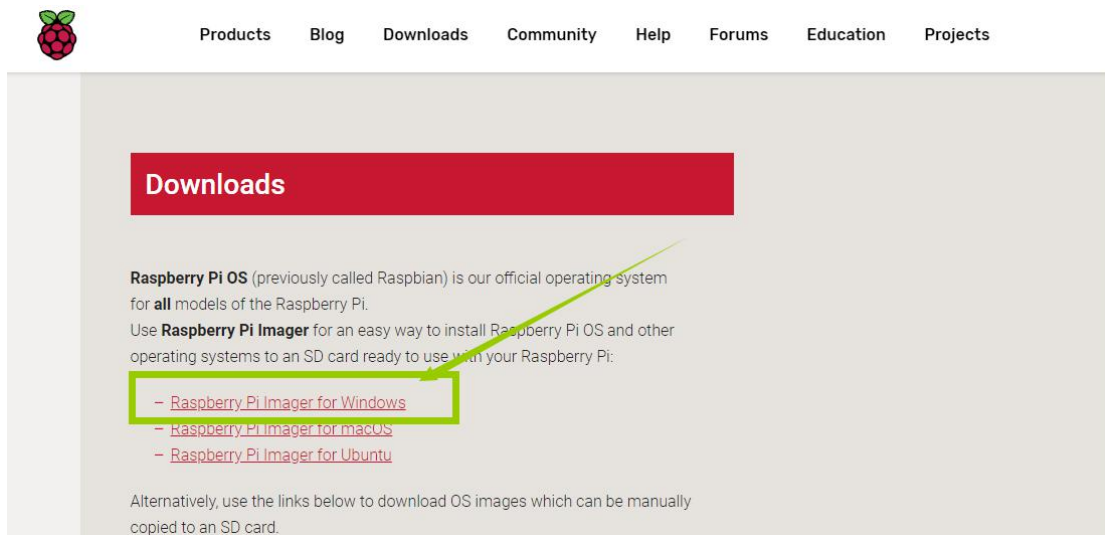 Products Blog Downloads Community Help Forums Education Projects
Downloads
Raspberry Pi OS (previously called Raspbian) is our official operating system
for all models of the Raspberry Pi.
Use Raspberry Pi Imager for an easy way to install Raspberry Pi OS and other
operating systems to an SD card ready to use with your Raspberry Pi:
– Raspberry Pi Imager for Windows
– Raspberry Pi Imager for macOS
– Raspberry Pi Imager for Ubuntu
Alternatively, use the links below to download OS images which can be manually
copied to an SD card.